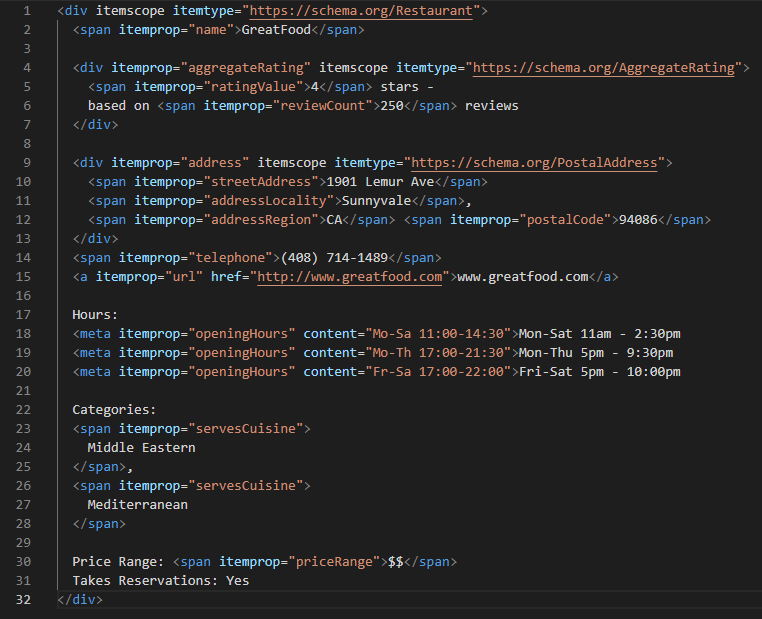 1 <div itemscope itemtype="https://schema.org/Restaurant">
2   <span itemprop="name">GreatFood</span>
3
4   <div itemprop="aggregateRating" itemscope itemtype="https://schema.org/AggregateRating">
5     <span itemprop="ratingValue">4</span> stars -
6     based on <span itemprop="reviewCount">250</span> reviews
7   </div>
8
9   <div itemprop="address" itemscope itemtype="https://schema.org/PostalAddress">
10     <span itemprop="streetAddress">1901 Lemur Ave</span>
11     <span itemprop="addressLocality">Sunnyvale</span>,
12     <span itemprop="addressRegion">CA</span> <span itemprop="postalCode">94086</span>
13   </div>
14   <span itemprop="telephone">(408) 714-1489</span>
15   <a itemprop="url" href="http://www.greatfood.com">www.greatfood.com</a>
16
17   Hours:
18   <meta itemprop="openingHours" content="Mo-Sa 11:00-14:30">Mon-Sat 11am - 2:30pm
19   <meta itemprop="openingHours" content="Mo-Th 17:00-21:30">Mon-Thu 5pm - 9:30pm
20   <meta itemprop="openingHours" content="Fr-Sa 17:00-22:00">Fri-Sat 5pm - 10:00pm
21
22   Categories:
23   <span itemprop="servesCuisine">
24     Middle Eastern
25   </span>,
26   <span itemprop="servesCuisine">
27     Mediterranean
28   </span>
29
30   Price Range: <span itemprop="priceRange">$$</span>
31   Takes Reservations: Yes
32 </div>